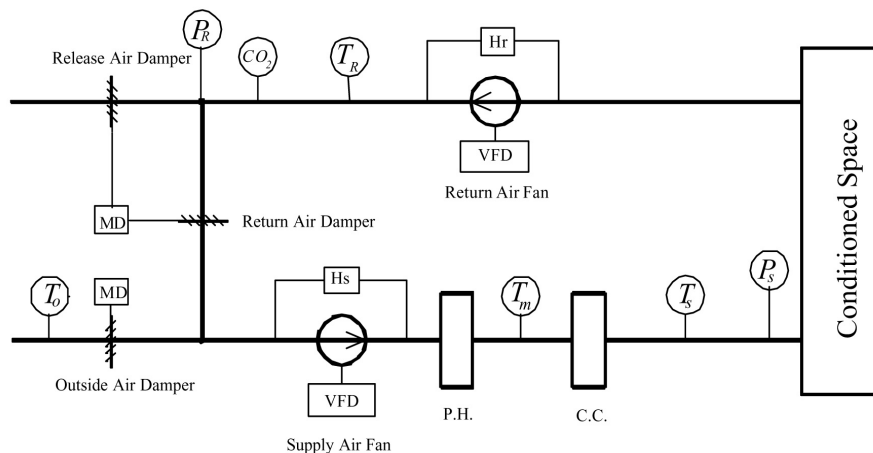 P_R
CO_2
T_R
Hr
Release Air Damper
VFD
Return Air Fan
MD
Return Air Damper
Conditioned Space
T_o
MD
Hs
T_m
T_s
P_s
Outside Air Damper
VFD
P.H.
C.C.
Supply Air Fan